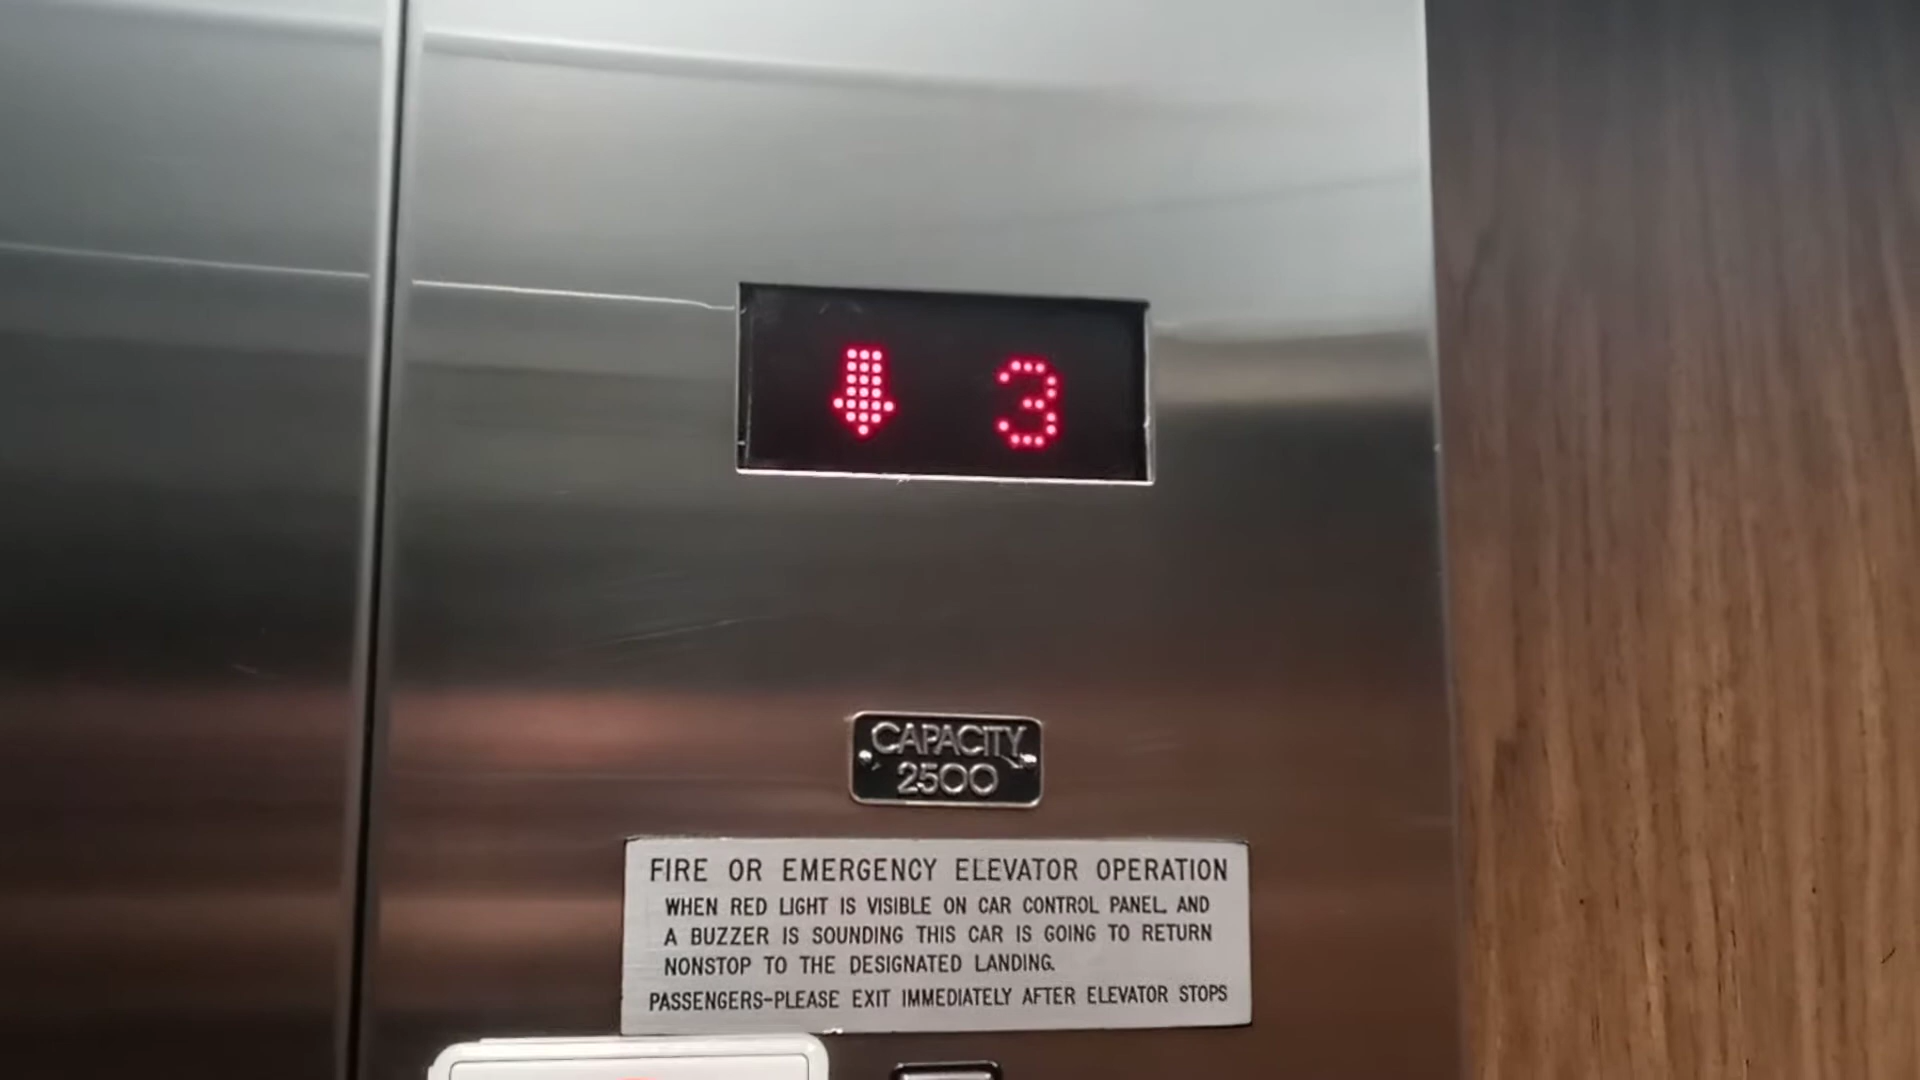 3
CAPACITY
2500
FIRE OR EMERGENCY ELEVATOR OPERATION
WHEN RED LIGHT IS VISIBLE ON CAR CONTROL PANEL, AND
A BUZZER IS SOUNDING THIS CAR IS GOING TO RETURN
NONSTOP TO THE DESIGNATED LANDING.
PASSENGERS-PLEASE EXIT IMMEDIATELY AFTER ELEVATOR STOPS